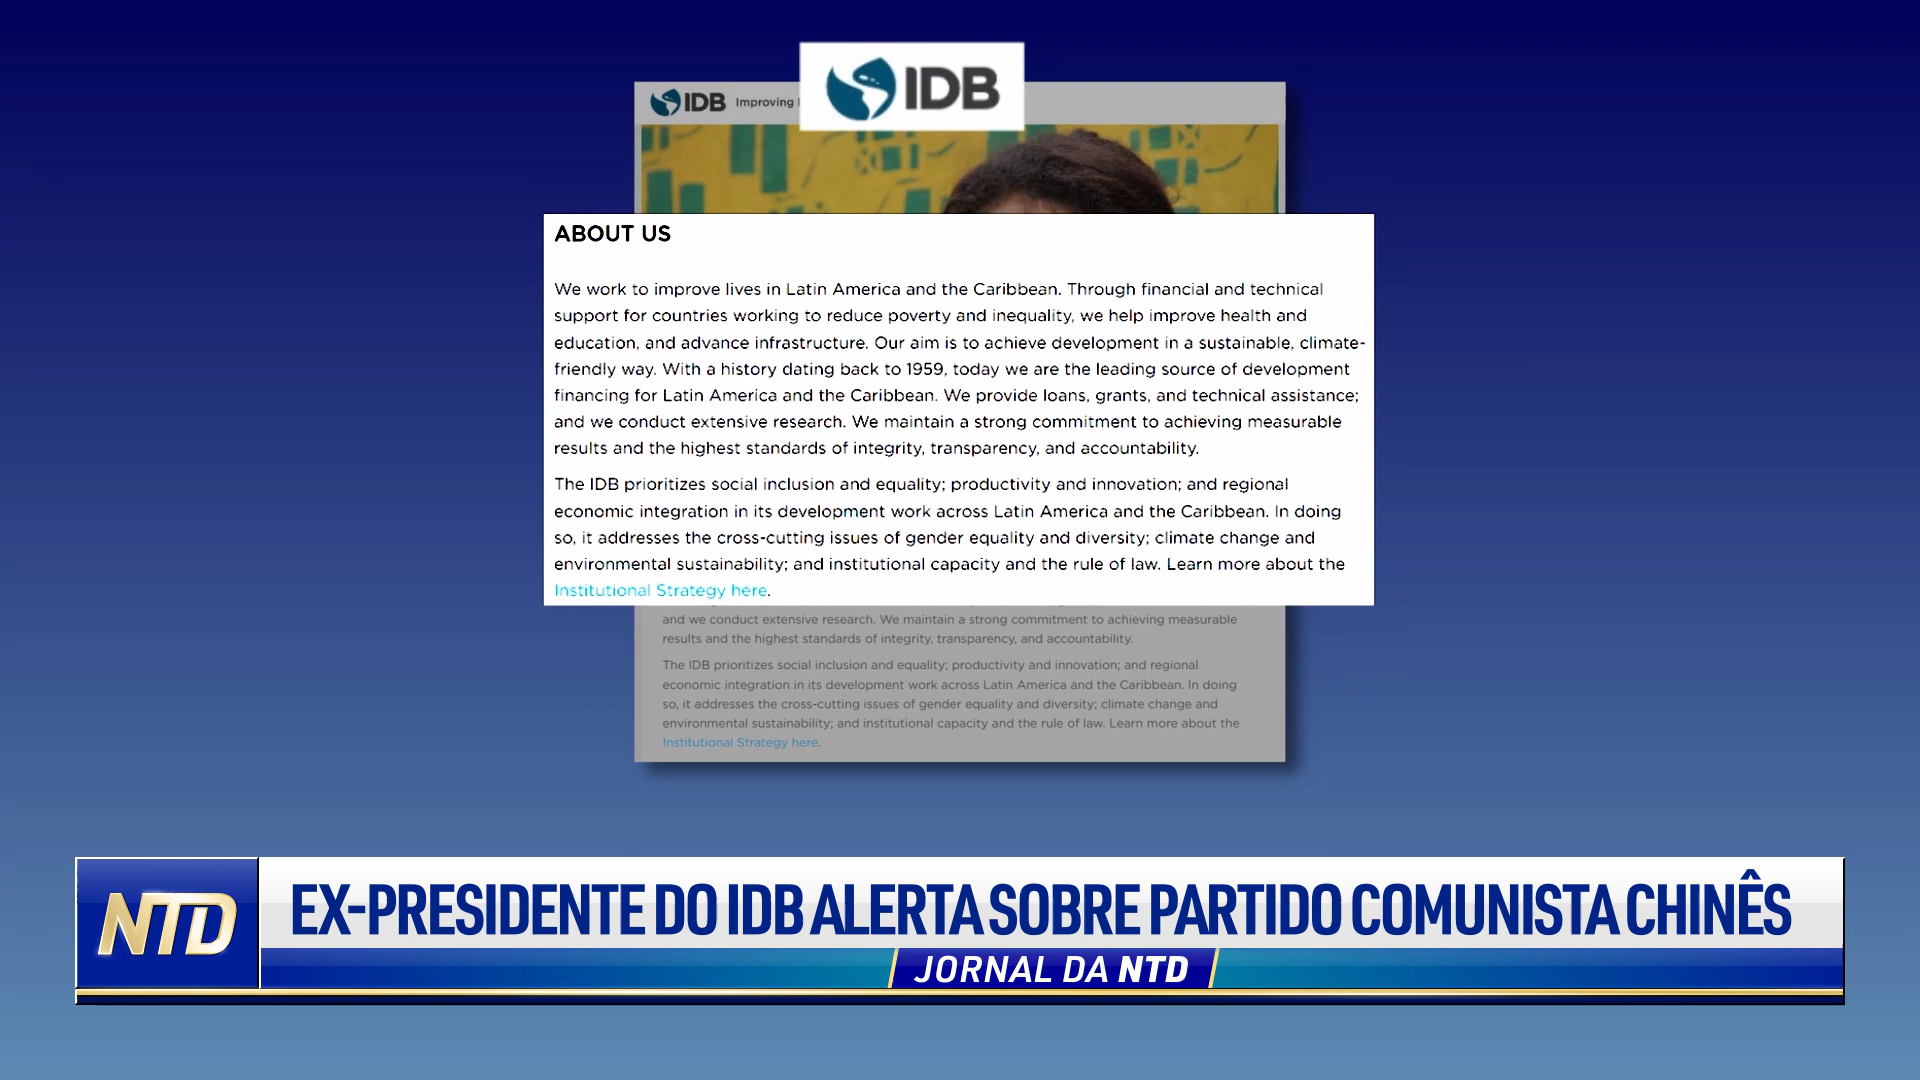 IDB
IDB Improving
ABOUT US
We work to improve lives in Latin America and the Caribbean. Through financial and technical
support for countries working to reduce poverty and inequality, we help improve health and
education, and advance infrastructure. Our aim is to achieve development in a sustainable, climate-
friendly way. With a history dating back to 1959, today we are the leading source of development
financing for Latin America and the Caribbean. We provide loans, grants, and technical assistance;
and we conduct extensive research. We maintain a strong commitment to achieving measurable
results and the highest standards of integrity, transparency, and accountability.
The IDB prioritizes social inclusion and equality; productivity and innovation; and regional
economic integration in its development work across Latin America and the Caribbean. In doing
so, it addresses the cross-cutting issues of gender equality and diversity; climate change and
environmental sustainability; and institutional capacity and the rule of law. Learn more about the
Institutional Strategy here.
and we conduct extensive research. We maintain a strong commitment to achieving measurable
results and the highest standards of integrity, transparency, and accountability.
The IDB prioritizes social inclusion and equality; productivity and innovation; and regional
economic integration in its development work across Latin America and the Caribbean. In doing
so, it addresses the cross-cutting issues of gender equality and diversity; climate change and
environmental sustainability; and institutional capacity and the rule of law. Learn more about the
Institutional Strategy here.
NTD
EX-PRESIDENTE DO IDB ALERTA SOBRE PARTIDO COMUNISTA CHINÊS
JORNAL DA NTD